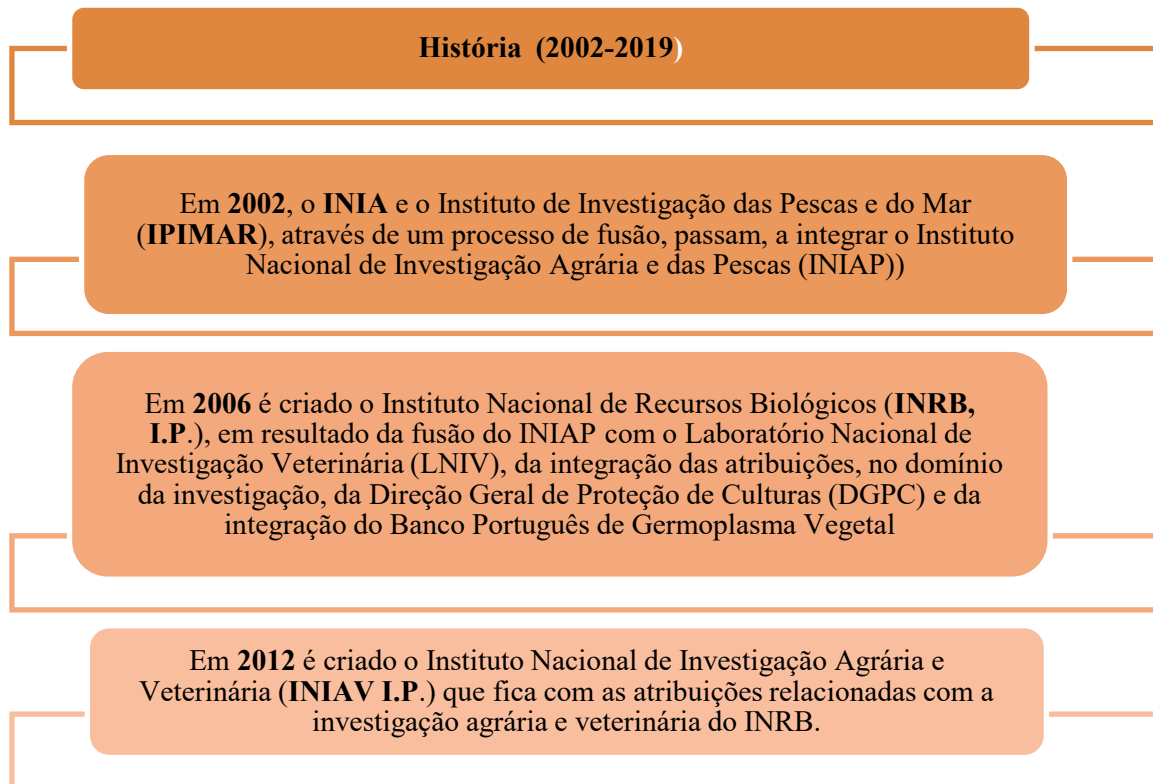 História  (2002-2019)
Em 2002, o INIA e o Instituto de Investigação das Pescas e do Mar
(IPIMAR), através de um processo de fusão, passam, a integrar o Instituto
Nacional de Investigação Agrária e das Pescas (INIAP))
Em 2006 é criado o Instituto Nacional de Recursos Biológicos (INRB,
I.P.), em resultado da fusão do INIAP com o Laboratório Nacional de
Investigação Veterinária (LNIV), da integração das atribuições, no domínio
da investigação, da Direção Geral de Proteção de Culturas (DGPC) e da
integração do Banco Português de Germoplasma Vegetal
Em 2012 é criado o Instituto Nacional de Investigação Agrária e
Veterinária (INIAV I.P.) que fica com as atribuições relacionadas com a
investigação agrária e veterinária do INRB.